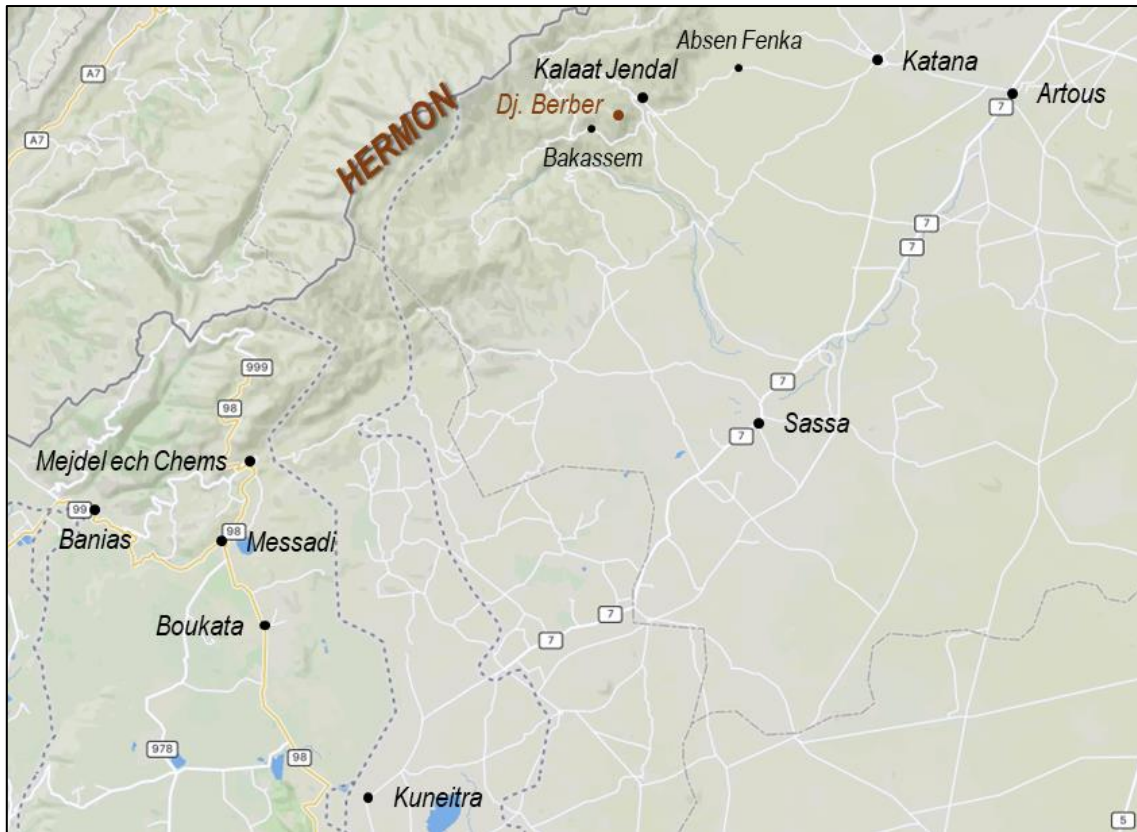 Absen Fenka
Katana
A7
Kalaat Jendal
Artous
Dj. Berber
7
HERMON
A7
Bakassem
7
7
999
7
98
Sassa
7
Mejdel ech Chems
99
98
Banias
Messadi
7
Boukata
7
978
98
Kuneitra
5